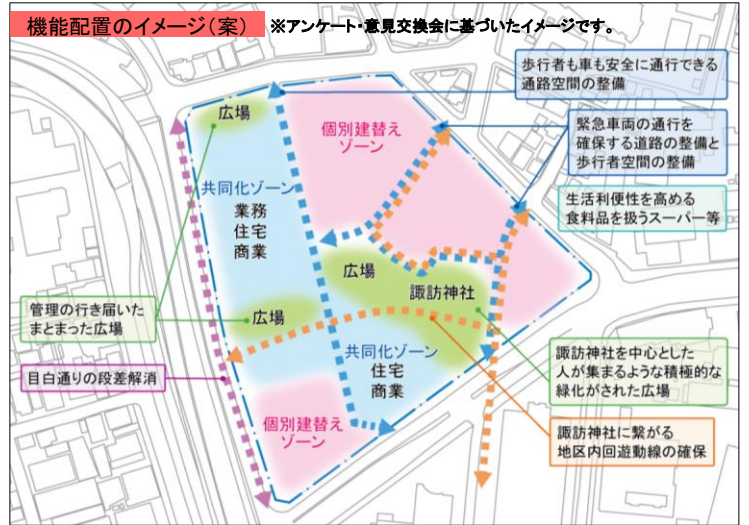 機能配置のイメージ（案）
※アンケート・意見交換会に基づいたイメージです。
歩行者も車も安全に通行できる
通路空間の整備
緊急車両の通行を
確保する道路の整備と
歩行者空間の整備
生活利便性を高める
食料品を扱うスーパー等
広場
個別建替え
ゾーン
共同化ゾーン
業務
住宅
商業
広場
諏訪神社
広場
管理の行き届いた
まとまった広場
目白通りの段差解消
共同化ゾーン
住宅
商業
個別建替え
ゾーン
諏訪神社を中心とした
人が集まるような積極的な
緑化がされた広場
諏訪神社に繋がる
地区内回遊動線の確保